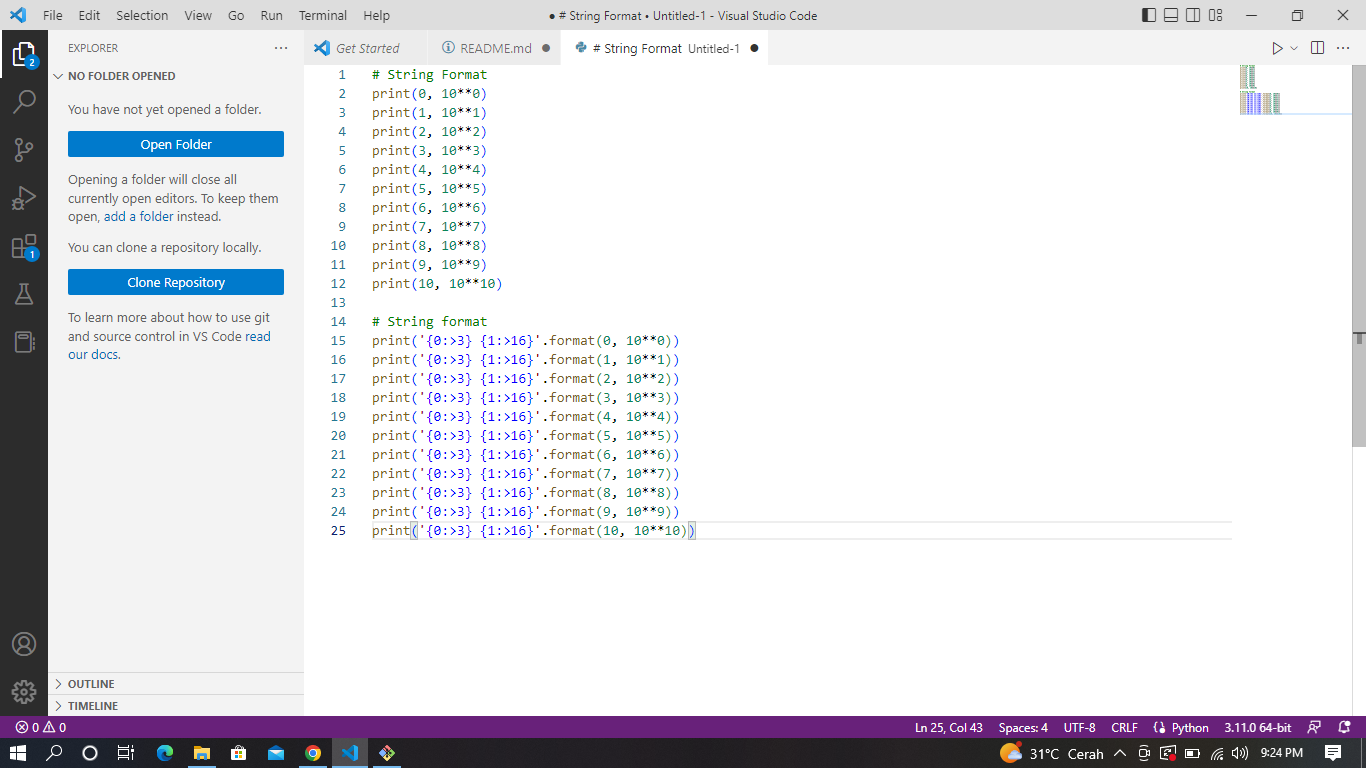 File Edit Selection View Go Run Terminal Help
● # String Format • Untitled-1 - Visual Studio Code
EXPLORER
Get Started
README.md
# String Format Untitled-1
NO FOLDER OPENED
You have not yet opened a folder.
Open Folder
Opening a folder will close all
currently open editors. To keep them
open, add a folder instead.
You can clone a repository locally.
Clone Repository
To learn more about how to use git
and source control in VS Code read
our docs.
2
1
1 # String Format
2 print(0, 10**0)
3 print(1, 10**1)
4 print(2, 10**2)
5 print(3, 10**3)
6 print(4, 10**4)
7 print(5, 10**5)
8 print(6, 10**6)
9 print(7, 10**7)
10 print(8, 10**8)
11 print(9, 10**9)
12 print(10, 10**10)
13
14 # String format
15 print('{0:>3} {1:>16}'.format(0, 10**0))
16 print('{0:>3} {1:>16}'.format(1, 10**1))
17 print('{0:>3} {1:>16}'.format(2, 10**2))
18 print('{0:>3} {1:>16}'.format(3, 10**3))
19 print('{0:>3} {1:>16}'.format(4, 10**4))
20 print('{0:>3} {1:>16}'.format(5, 10**5))
21 print('{0:>3} {1:>16}'.format(6, 10**6))
22 print('{0:>3} {1:>16}'.format(7, 10**7))
23 print('{0:>3} {1:>16}'.format(8, 10**8))
24 print('{0:>3} {1:>16}'.format(9, 10**9))
25 print('{0:>3} {1:>16}'.format(10, 10**10))
OUTLINE
TIMELINE
0 0
Ln 25, Col 43 Spaces: 4 UTF-8 CRLF Python 3.11.0 64-bit
31°C Cerah 9:24 PM